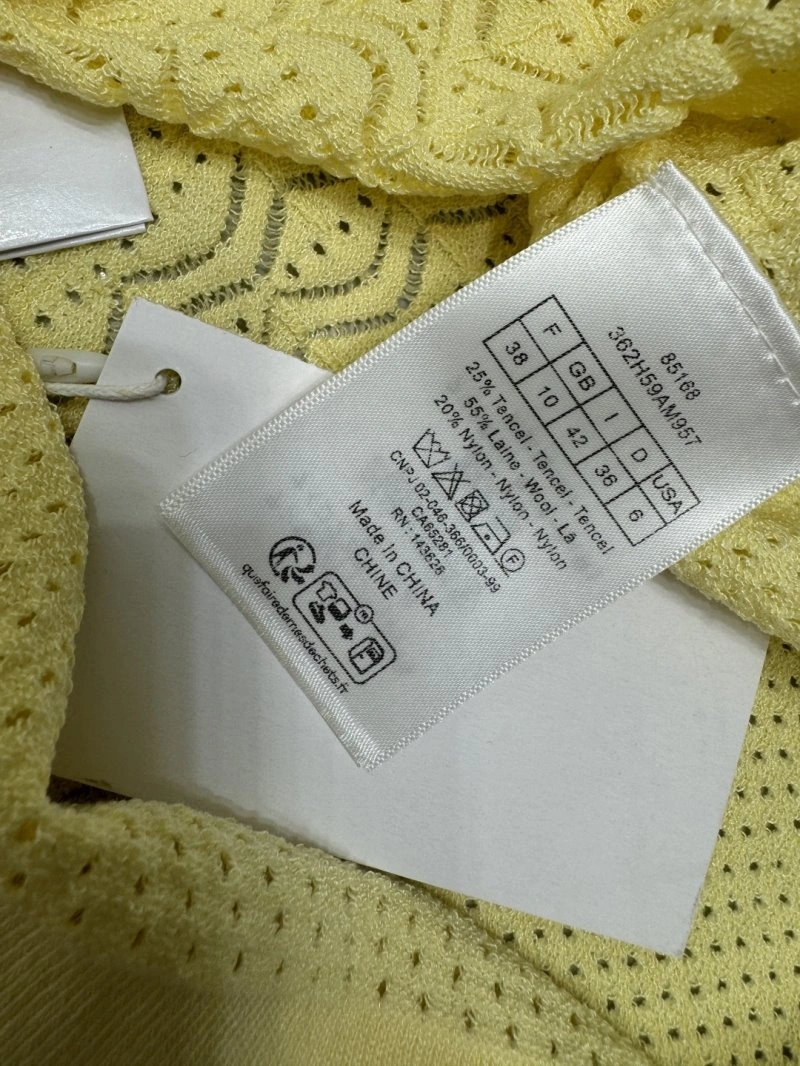 85168
362H59AM957
F GB I D USA
38 10 42 36 6
25% Tencel - Tencel - Tencel
55% Laine - Wool - Lã
20% Nylon - Nylon - Nylon
F
CNPJ 02-046-366/0003-99
CA65281
RN : 143628
Made in CHINA
CHINE
quefairedemesdechets.fr